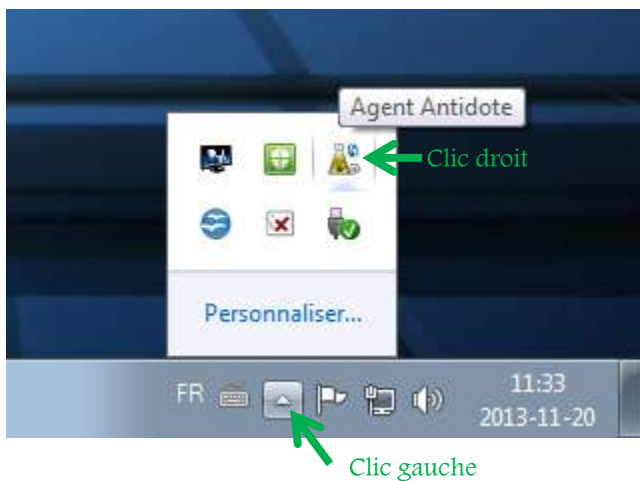 Agent Antidote
Clic droit
Personnaliser...
FR
11:33
2013-11-20
Clic gauche